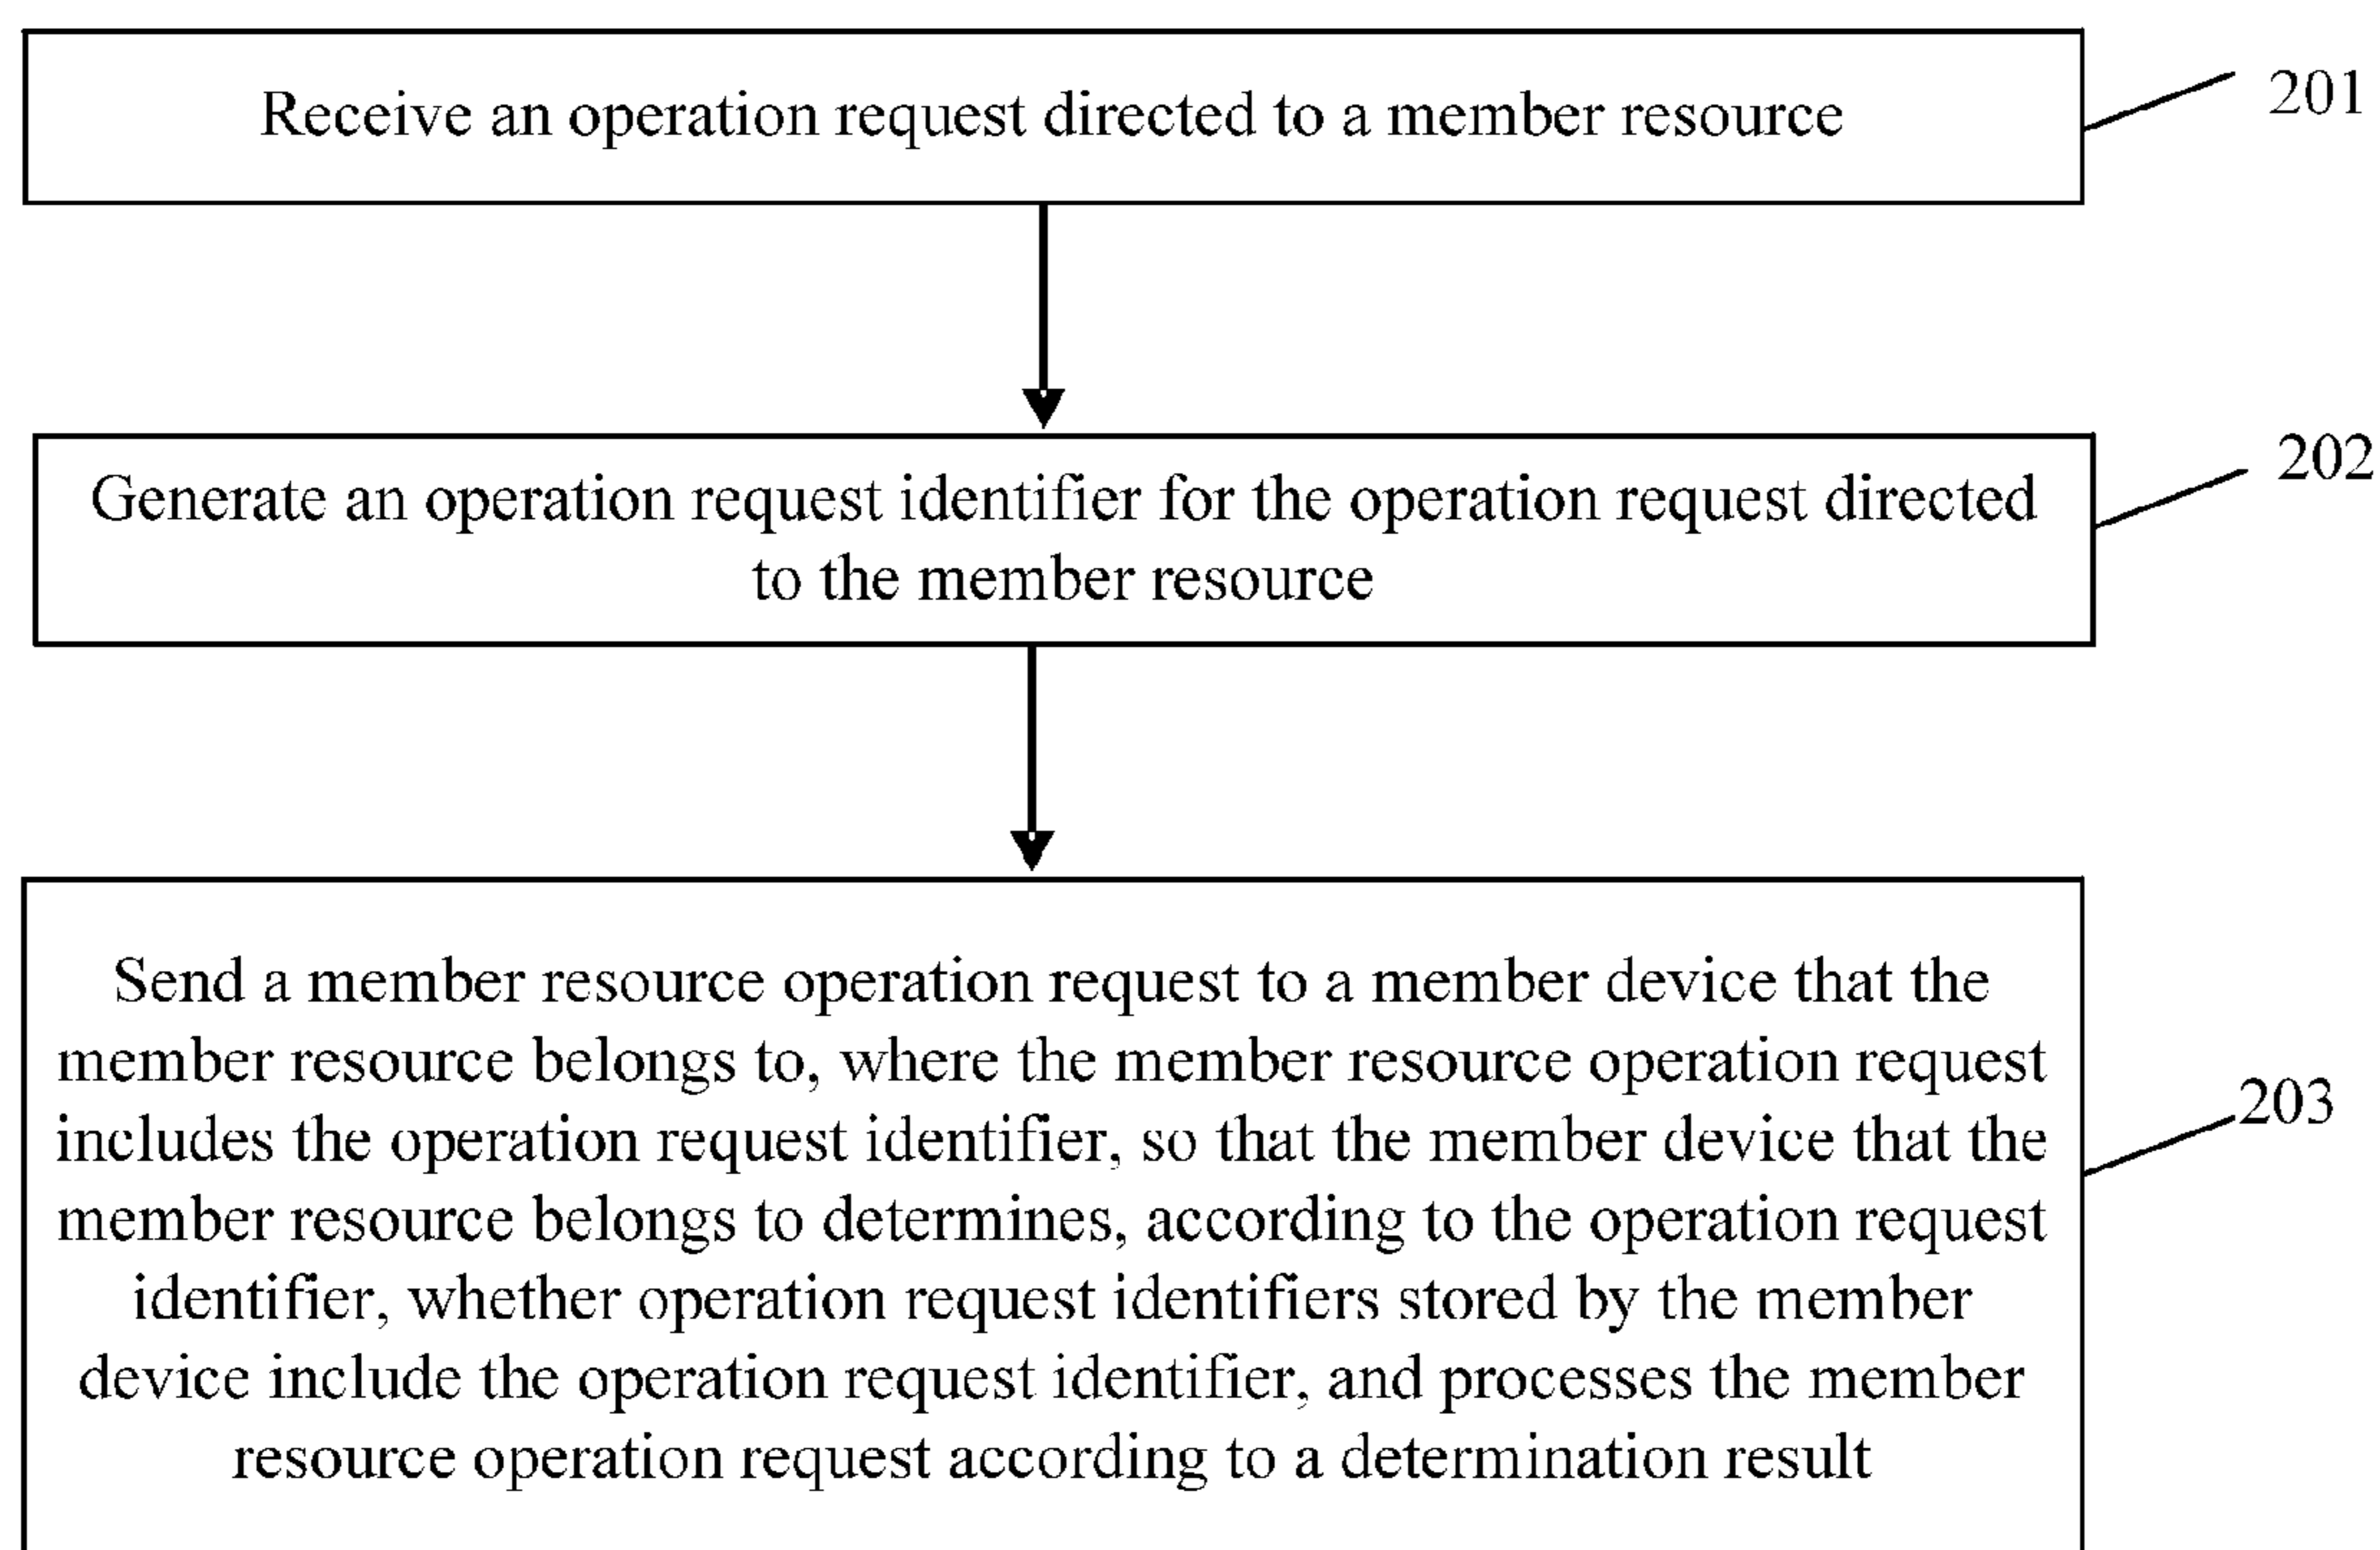 Receive an operation request directed to a member resource
201
Generate an operation request identifier for the operation request directed
to the member resource
202
Send a member resource operation request to a member device that the
member resource belongs to, where the member resource operation request
includes the operation request identifier, so that the member device that the
member resource belongs to determines, according to the operation request
identifier, whether operation request identifiers stored by the member
device include the operation request identifier, and processes the member
resource operation request according to a determination result
203